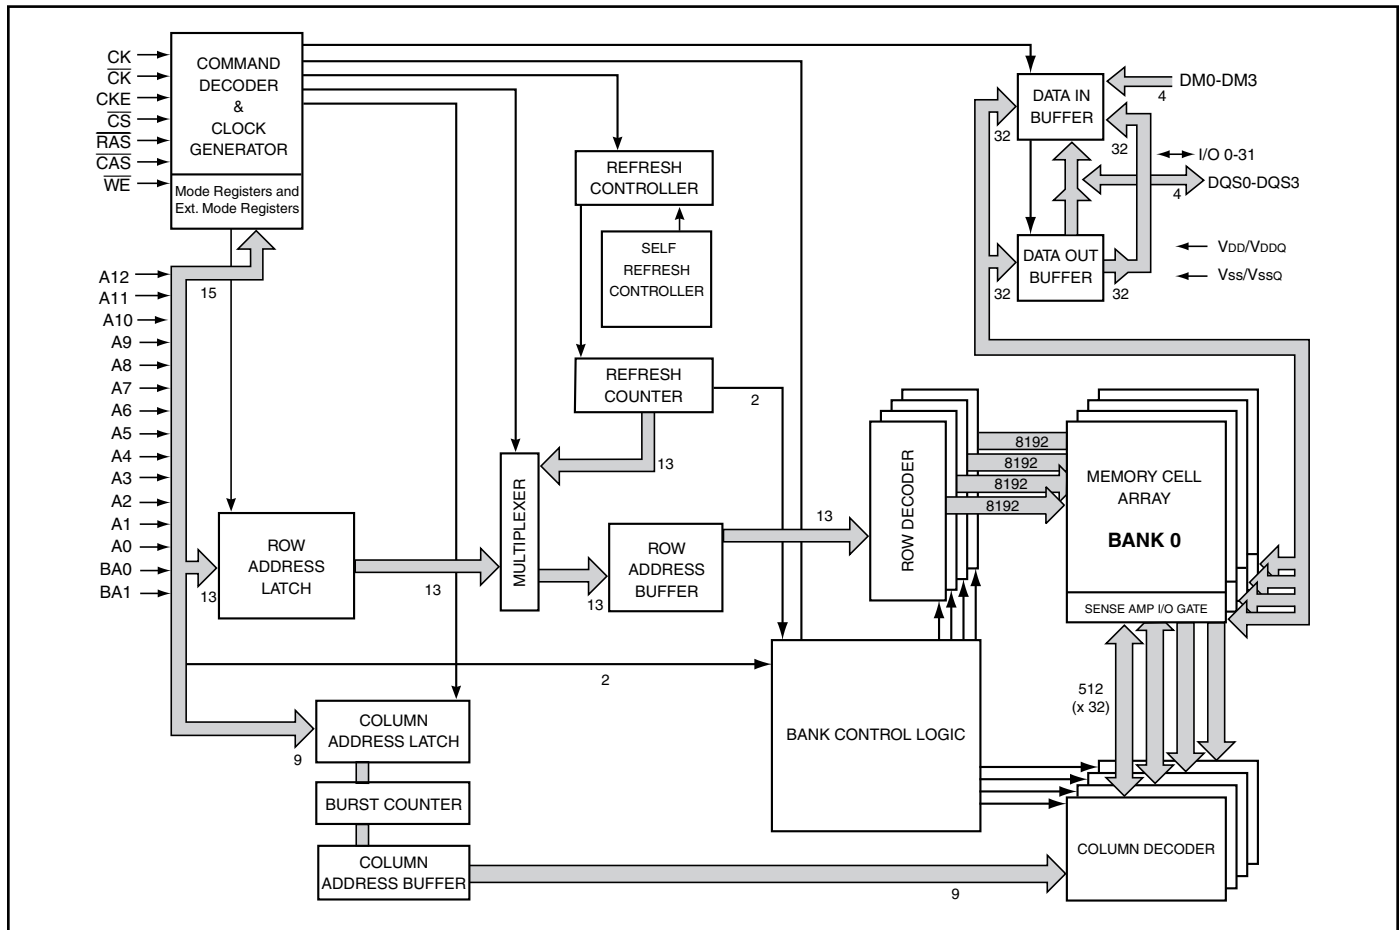 CK
C̅K̅
CKE
C̅S̅
R̅A̅S̅
C̅A̅S̅
W̅E̅
COMMAND
DECODER
&
CLOCK
GENERATOR
Mode Registers and
Ext. Mode Registers
A12
A11
A10
A9
A8
A7
A6
A5
A4
A3
A2
A1
A0
BA0
BA1
15
13
ROW
ADDRESS
LATCH
13
MULTIPLEXER
13
REFRESH
CONTROLLER
SELF
REFRESH
CONTROLLER
REFRESH
COUNTER
2
13
ROW
ADDRESS
BUFFER
13
ROW DECODER
8192
8192
8192
8192
MEMORY CELL
ARRAY
BANK 0
SENSE AMP I/O GATE
DATA IN
BUFFER
DATA OUT
BUFFER
32
32
32
32
DM0-DM3
4
I/O 0-31
DQS0-DQS3
4
VDD/VDDQ
Vss/VssQ
2
BANK CONTROL LOGIC
512
(x 32)
COLUMN DECODER
9
COLUMN
ADDRESS LATCH
BURST COUNTER
COLUMN
ADDRESS BUFFER
9